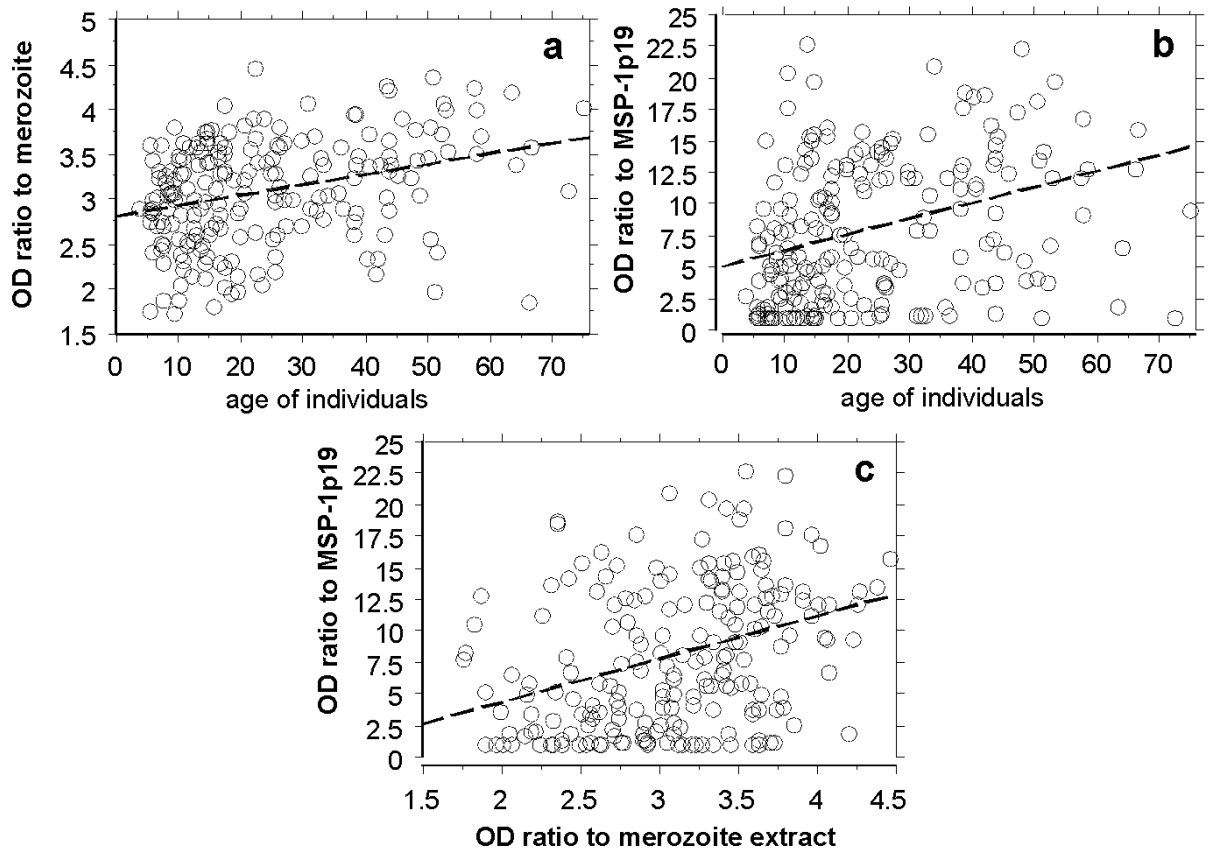 a
OD ratio to merozoite
5
4.5
4
3.5
3
2.5
2
1.5
0 10 20 30 40 50 60 70
age of individuals
b
OD ratio to MSP-1p19
25
22.5
20
17.5
15
12.5
10
7.5
5
2.5
0
0 10 20 30 40 50 60 70
age of individuals
c
OD ratio to MSP-1p19
25
22.5
20
17.5
15
12.5
10
7.5
5
2.5
0
1.5 2 2.5 3 3.5 4 4.5
OD ratio to merozoite extract